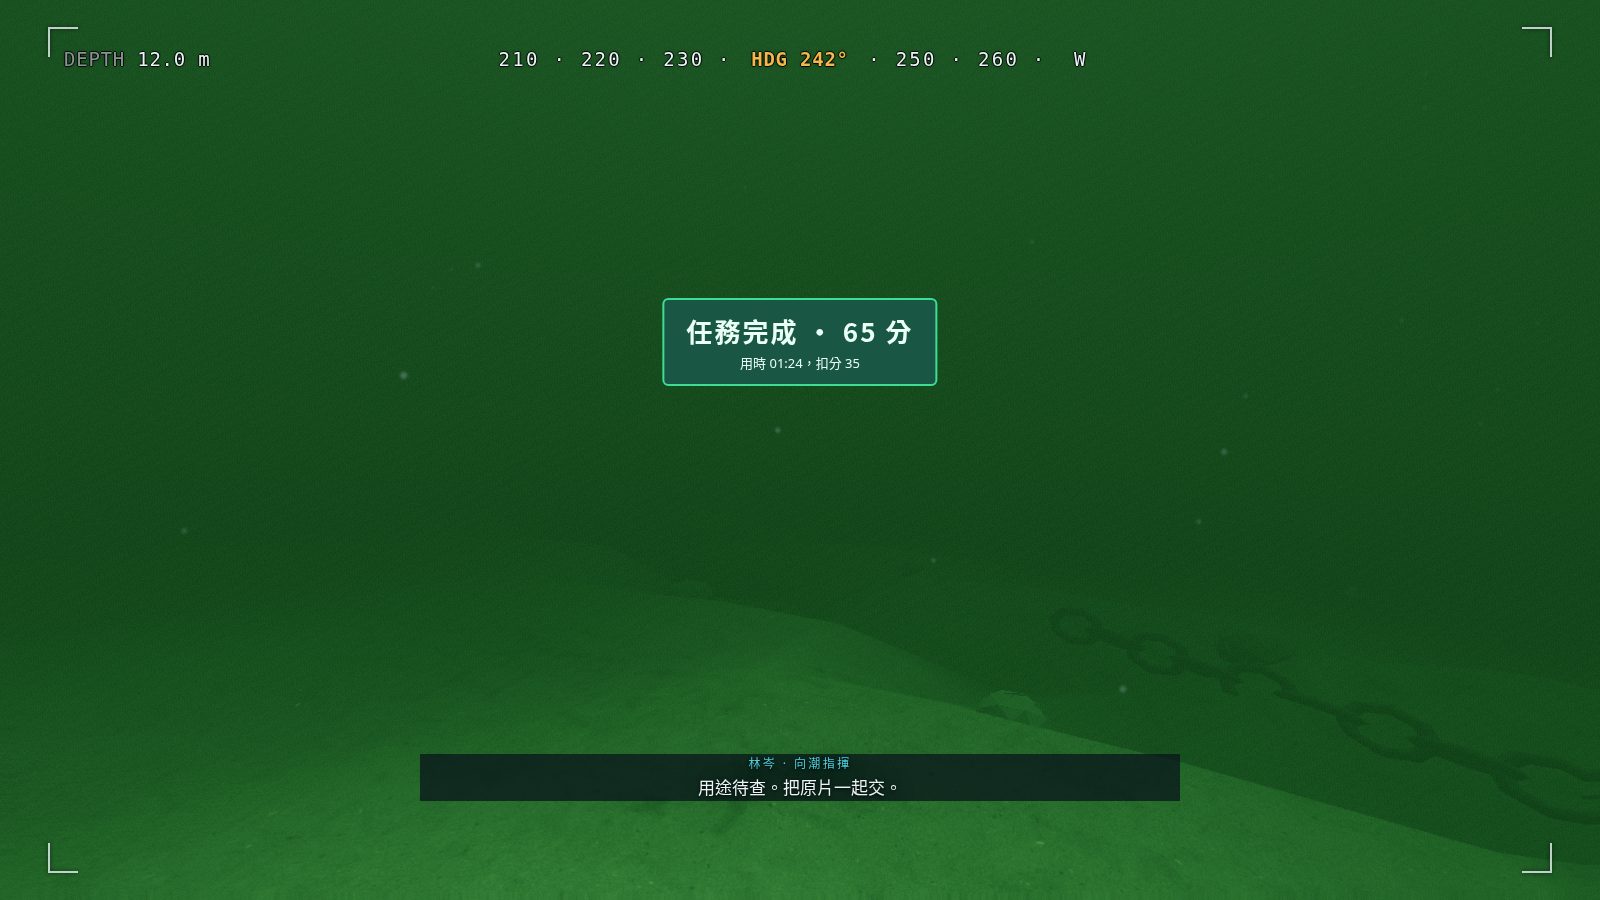 DEPTH 12.0 m
210 · 220 · 230 · HDG 242° · 250 · 260 · W
任務完成 · 65 分
用時 01:24，扣分 35
林岑 · 向潮指揮
用途待查。把原片一起交。